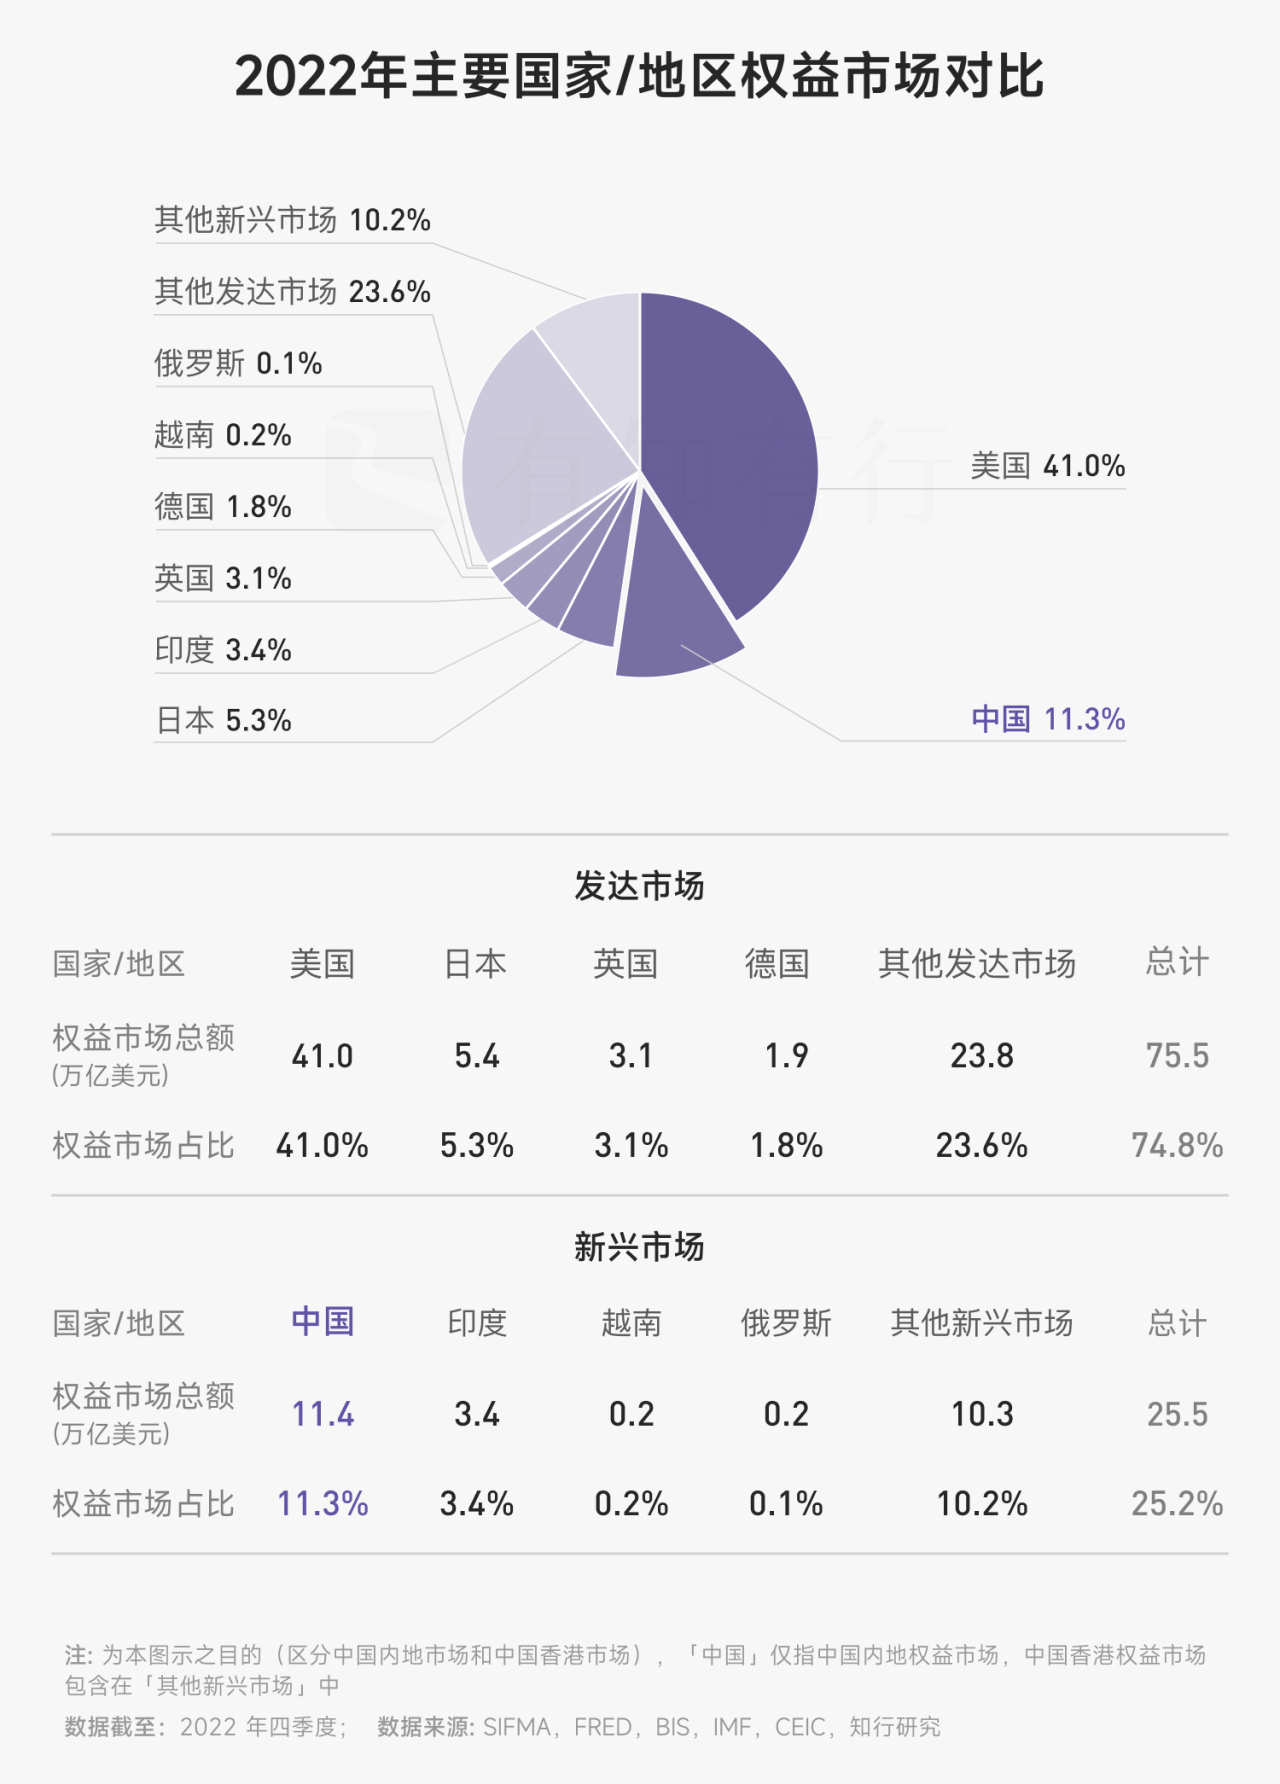 2022年主要国家/地区权益市场对比
其他新兴市场 10.2%
其他发达市场 23.6%
俄罗斯 0.1%
越南 0.2%
德国 1.8%
英国 3.1%
印度 3.4%
日本 5.3%
美国 41.0%
中国 11.3%
有知有行
发达市场
国家/地区 美国 日本 英国 德国 其他发达市场 总计
权益市场总额 41.0 5.4 3.1 1.9 23.8 75.5
(万亿美元)
权益市场占比 41.0% 5.3% 3.1% 1.8% 23.6% 74.8%
新兴市场
国家/地区 中国 印度 越南 俄罗斯 其他新兴市场 总计
权益市场总额 11.4 3.4 0.2 0.2 10.3 25.5
(万亿美元)
权益市场占比 11.3% 3.4% 0.2% 0.1% 10.2% 25.2%
注: 为本图示之目的（区分中国内地市场和中国香港市场），「中国」仅指中国内地权益市场，中国香港权益市场
包含在「其他新兴市场」中
数据截至：2022 年四季度； 数据来源: SIFMA，FRED，BIS，IMF，CEIC，知行研究